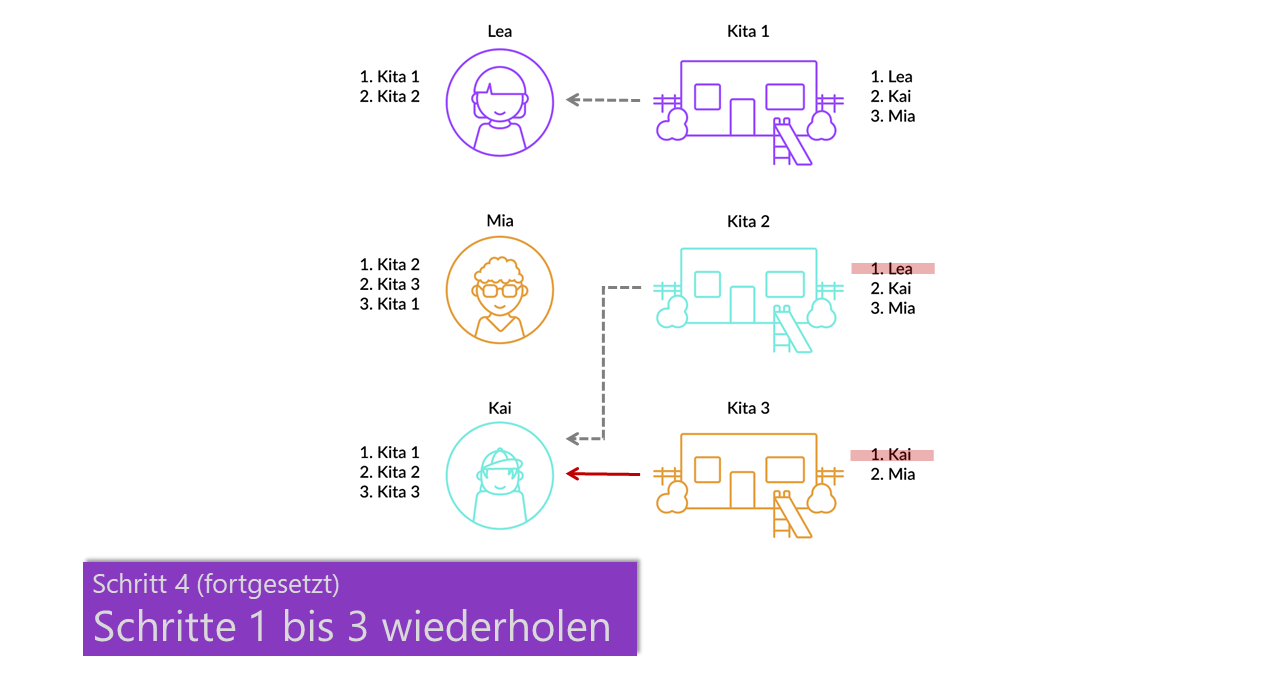 Lea
Kita 1
1. Kita 1
2. Kita 2
1. Lea
2. Kai
3. Mia
Mia
Kita 2
1. Kita 2
2. Kita 3
3. Kita 1
1. Lea
2. Kai
3. Mia
Kai
Kita 3
1. Kita 1
2. Kita 2
3. Kita 3
1. Kai
2. Mia
Schritt 4 (fortgesetzt)
Schritte 1 bis 3 wiederholen